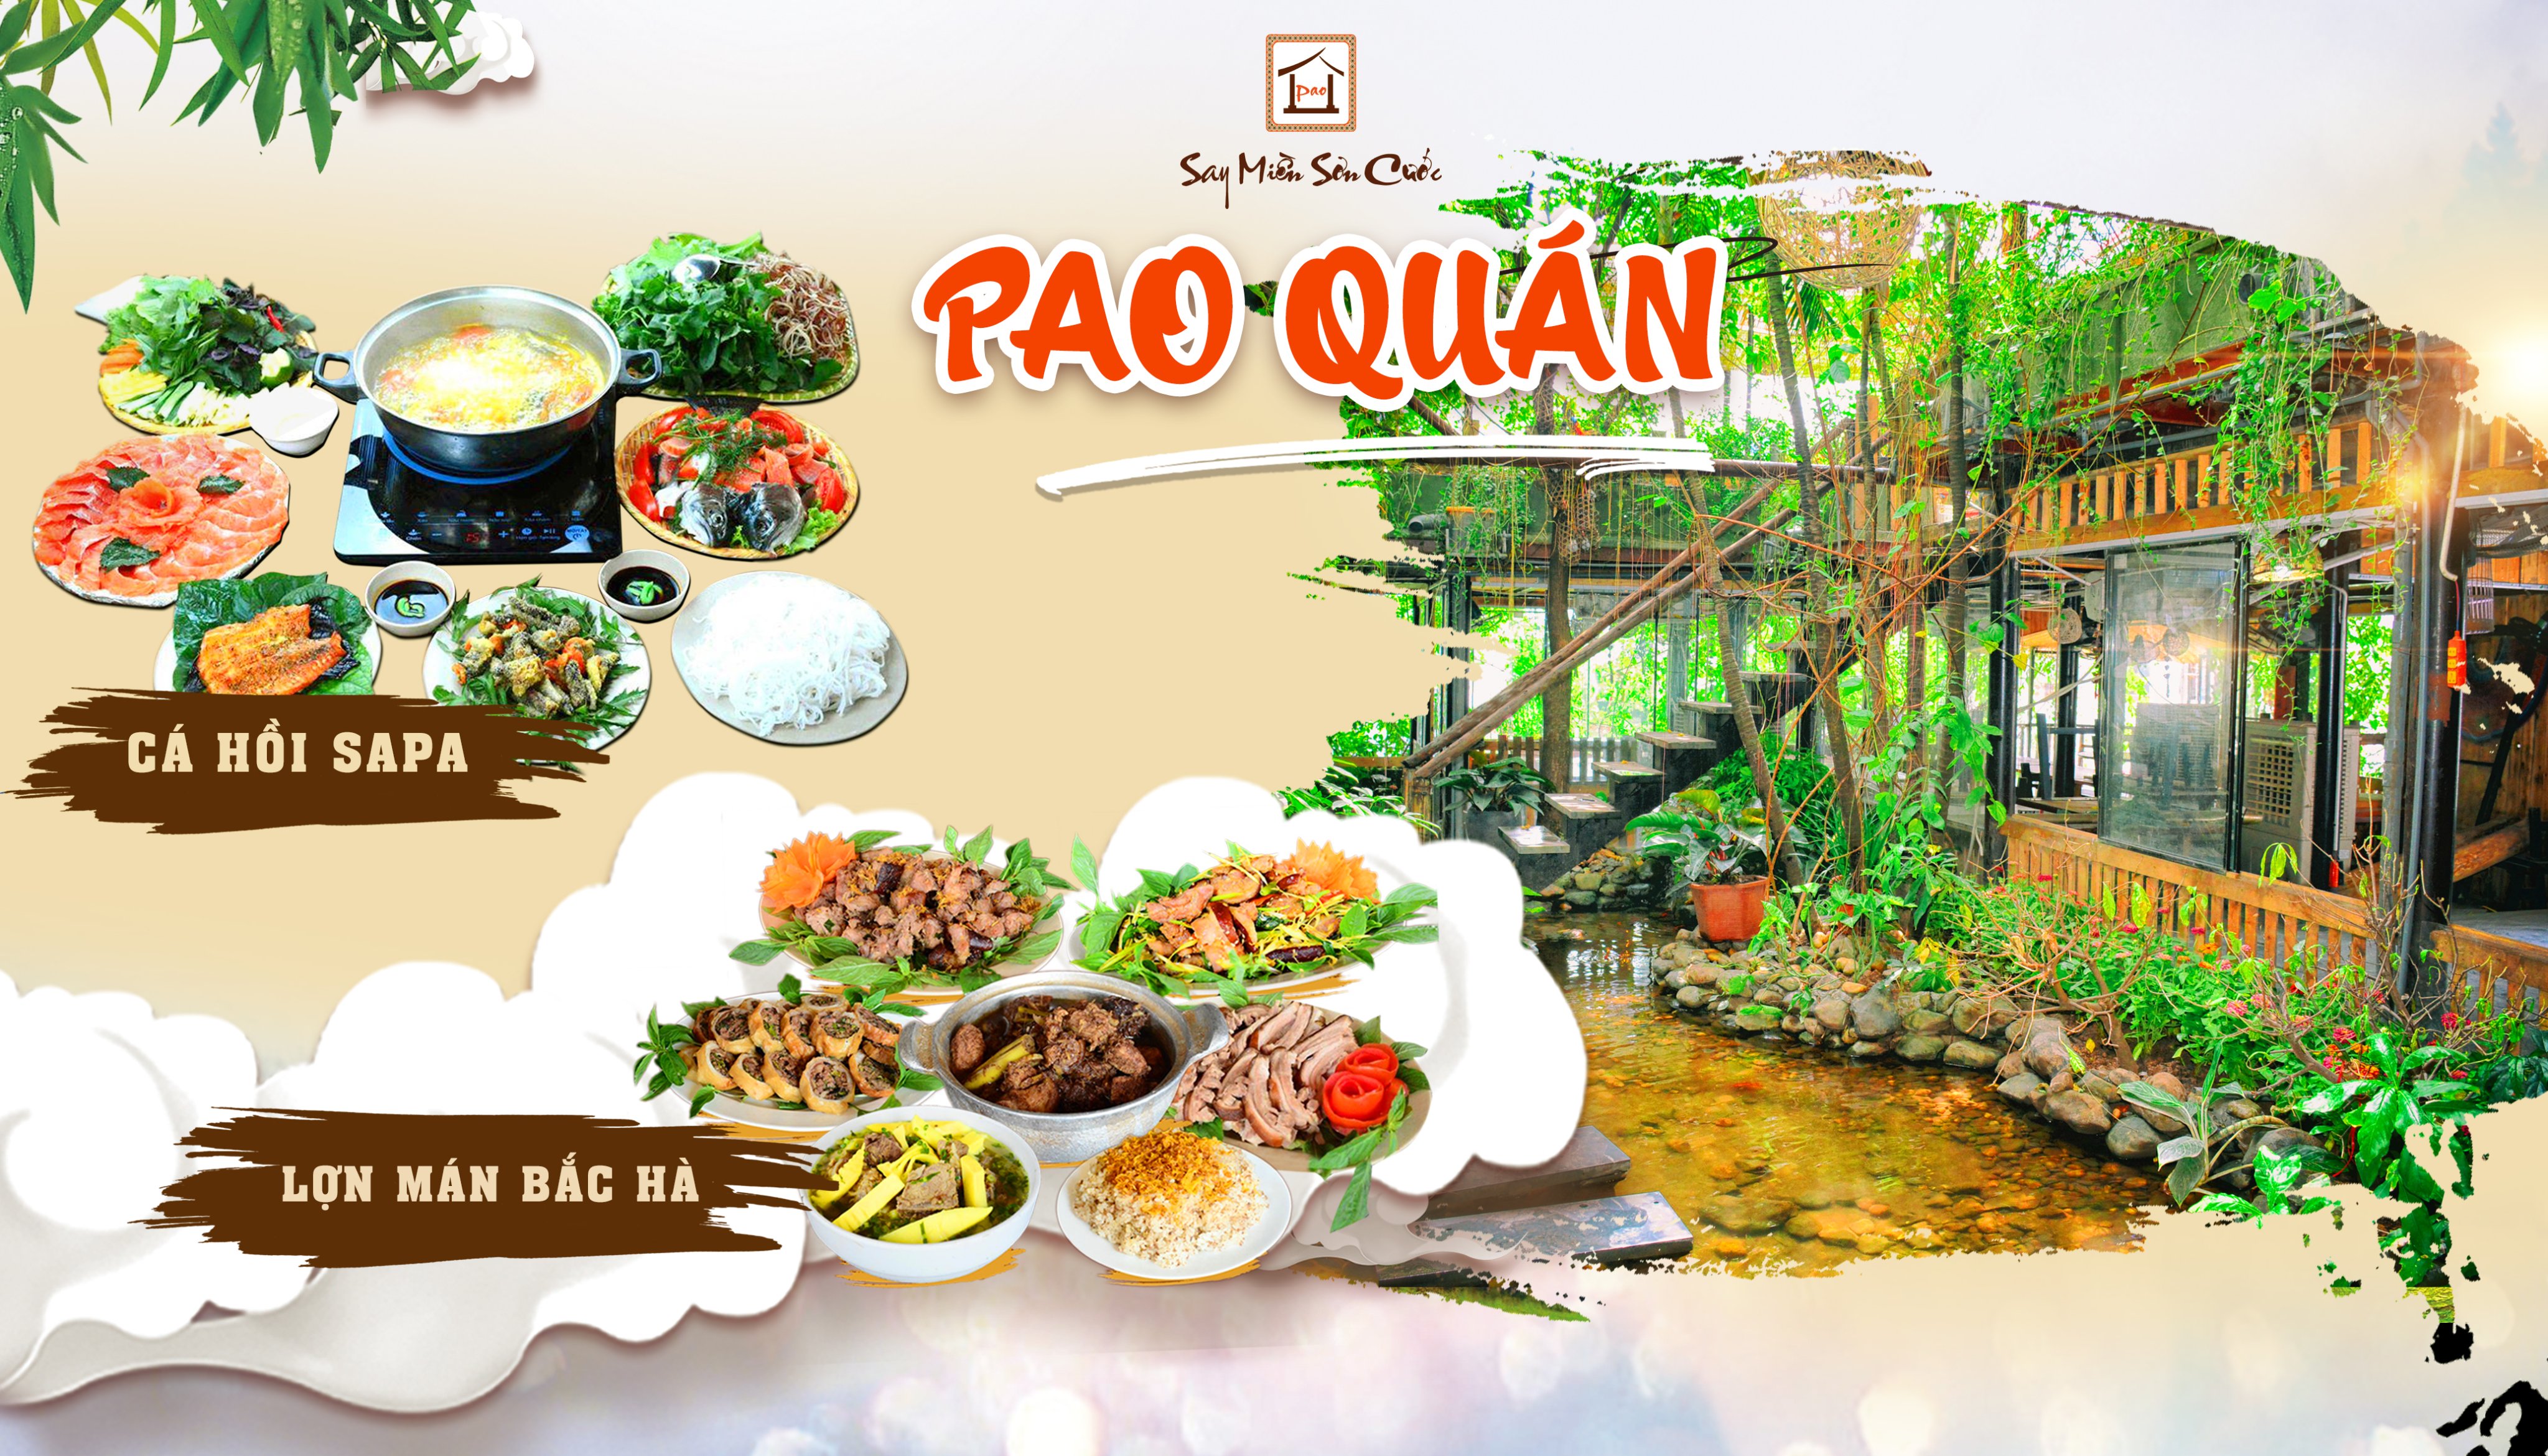 Pao
Say Miền Sơn Cước
PAO QUÁN
CÁ HỒI SAPA
LỢN MÁN BẮC HÀ